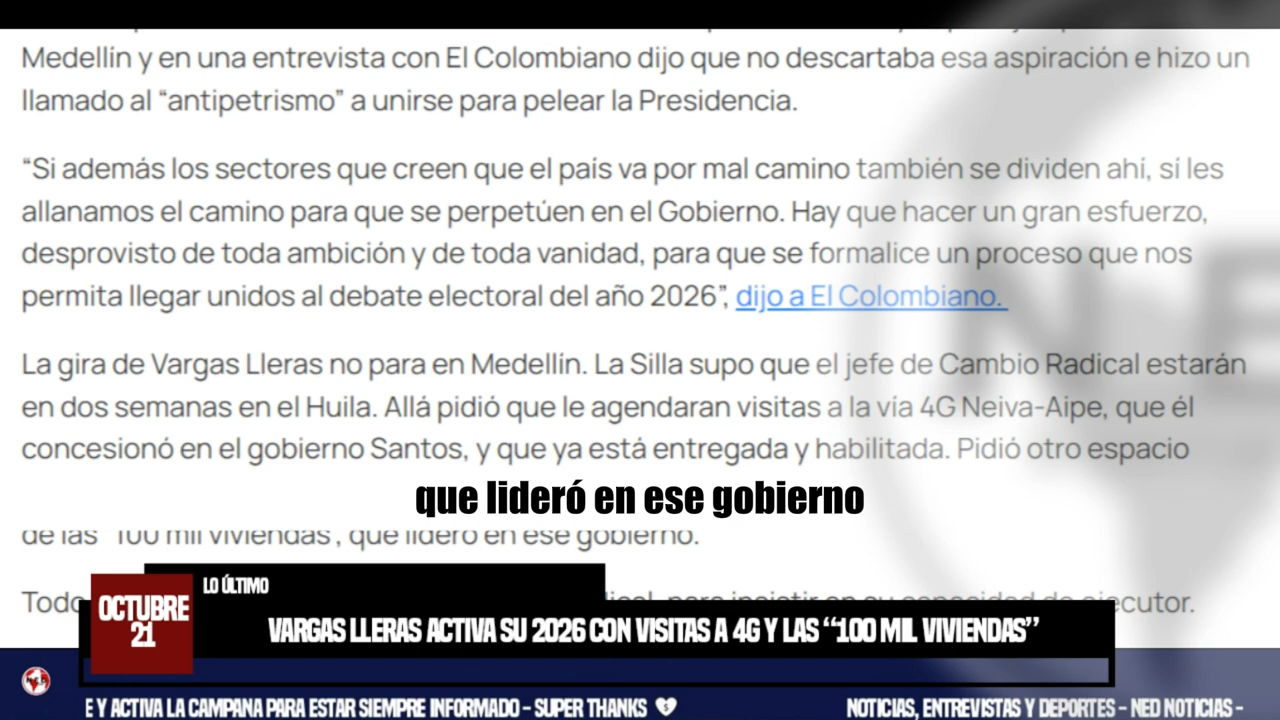 Medellín y en una entrevista con El Colombiano dijo que no descartaba esa aspiración e hizo un
llamado al “antipetrismo” a unirse para pelear la Presidencia.
“Si además los sectores que creen que el país va por mal camino también se dividen ahí, sí les
allanamos el camino para que se perpetúen en el Gobierno. Hay que hacer un gran esfuerzo,
desprovisto de toda ambición y de toda vanidad, para que se formalice un proceso que nos
permita llegar unidos al debate electoral del año 2026”, dijo a El Colombiano.
La gira de Vargas Lleras no para en Medellín. La Silla supo que el jefe de Cambio Radical estarán
en dos semanas en el Huila. Allá pidió que le agendaran visitas a la vía 4G Neiva-Aipe, que él
concesionó en el gobierno Santos, y que ya está entregada y habilitada. Pidió otro espacio
que lideró en ese gobierno
de las “100 mil viviendas”, que lideró en ese gobierno.
para insistir en su capacidad de ejecutor.
LO ÚLTIMO
OCTUBRE
21
VARGAS LLERAS ACTIVA SU 2026 CON VISITAS A 4G Y LAS “100 MIL VIVIENDAS”
E Y ACTIVA LA CAMPANA PARA ESTAR SIEMPRE INFORMADO - SUPER THANKS NOTICIAS, ENTREVISTAS Y DEPORTES - NED NOTICIAS -